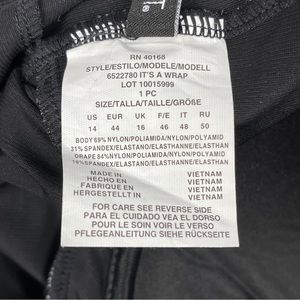 RN 40168
STYLE/ESTILO/MODELE/MODELL
6522780 IT'S A WRAP
LOT 10015999
1 PC
SIZE/TALLA/TAILLE/GRÖßE
US EUR UK F/E IT RU
14 44 16 46 48 50
BODY 69% NYLON/POLIAMIDA/NYLON/POLYAMID
31% SPANDEX/ELASTANO/ELASTHANNE/ELASTHAN
DRAPE 84% NYLON/POLIAMIDA/NYLON/POLYAMID
16% SPANDEX/ELASTANO/ELASTHANNE/ELASTHAN
MADE IN VIETNAM
HECHO EN VIETNAM
FABRIQUE EN VIETNAM
HERGESTELLT IN VIETNAM
FOR CARE SEE REVERSE SIDE
PARA EL CUIDADO VEA EL DORSO
POUR LE SOIN VOIR LE VERSO
PFLEGEANLEITUNG SIEHE RÜCKSEITE